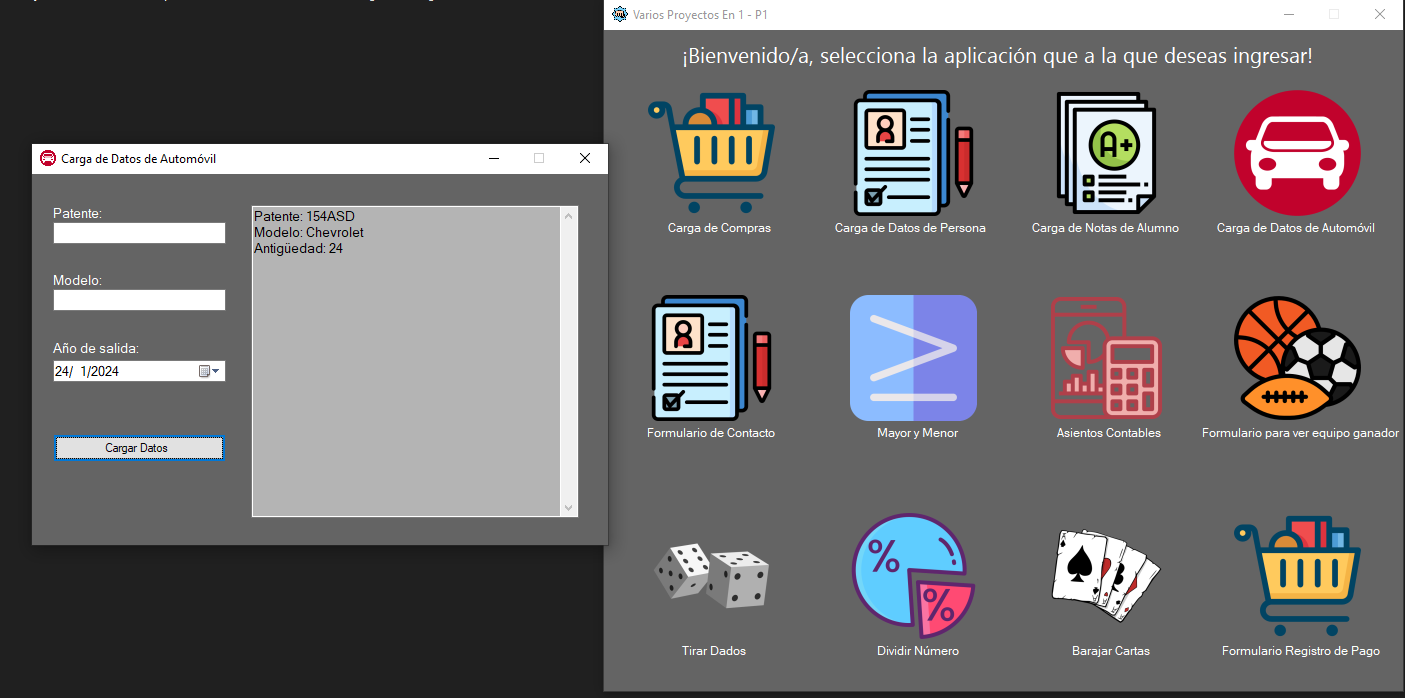 Varios Proyectos En 1 - P1
¡Bienvenido/a, selecciona la aplicación que a la que deseas ingresar!
A+
Carga de Compras
Carga de Datos de Persona
Carga de Notas de Alumno
Carga de Datos de Automóvil
Carga de Datos de Automóvil
Patente:
Modelo:
Año de salida:
24/ 1/2024
Cargar Datos
Patente: 154ASD
Modelo: Chevrolet
Antigüedad: 24
Formulario de Contacto
Mayor y Menor
Asientos Contables
Formulario para ver equipo ganador
%
%
Tirar Dados
Dividir Número
Barajar Cartas
Formulario Registro de Pago